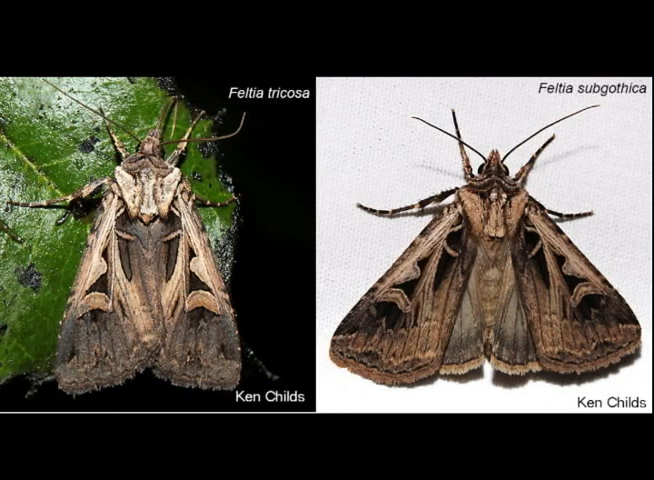 Feltia tricosa
Feltia subgothica
Ken Childs
Ken Childs